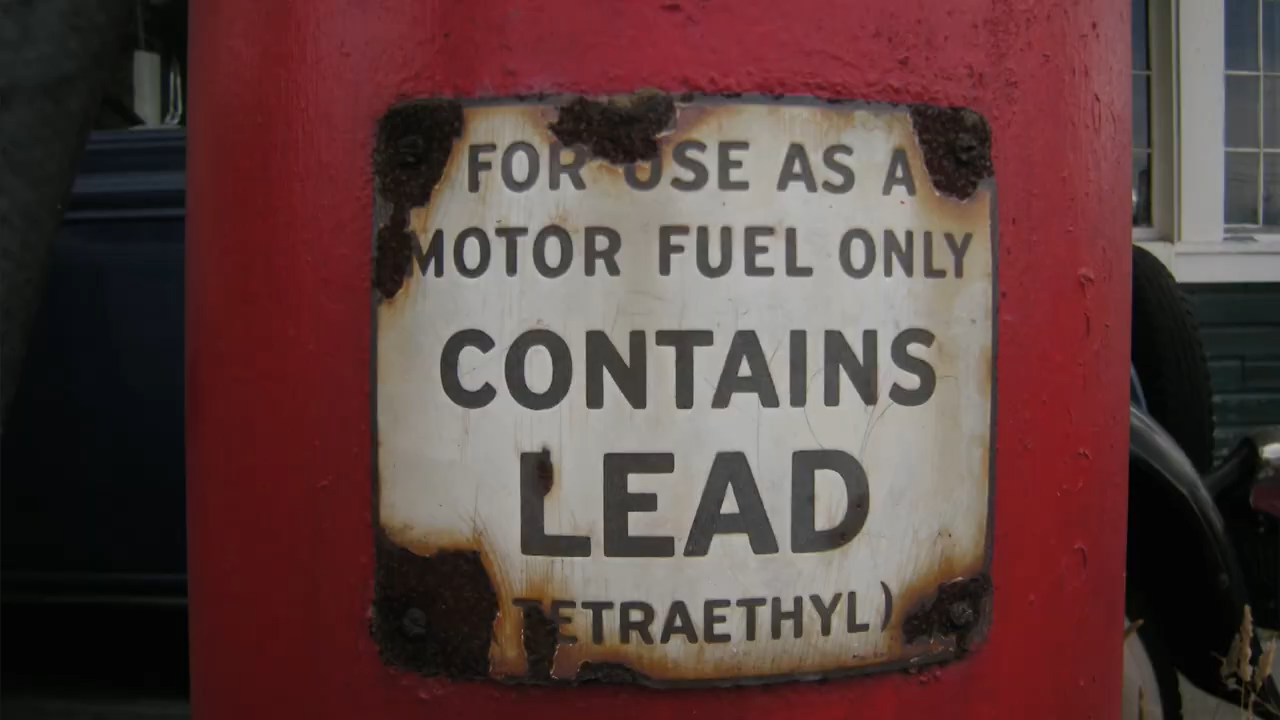 FOR USE AS A
MOTOR FUEL ONLY
CONTAINS
LEAD
TETRAETHYL)